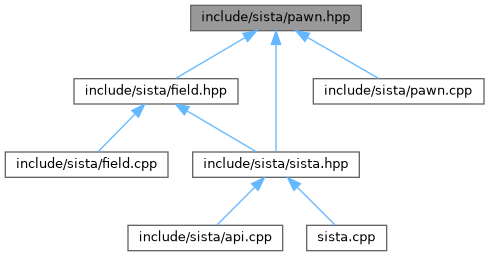 include/sista/pawn.hpp
include/sista/field.hpp
include/sista/pawn.cpp
include/sista/field.cpp
include/sista/sista.hpp
include/sista/api.cpp
sista.cpp